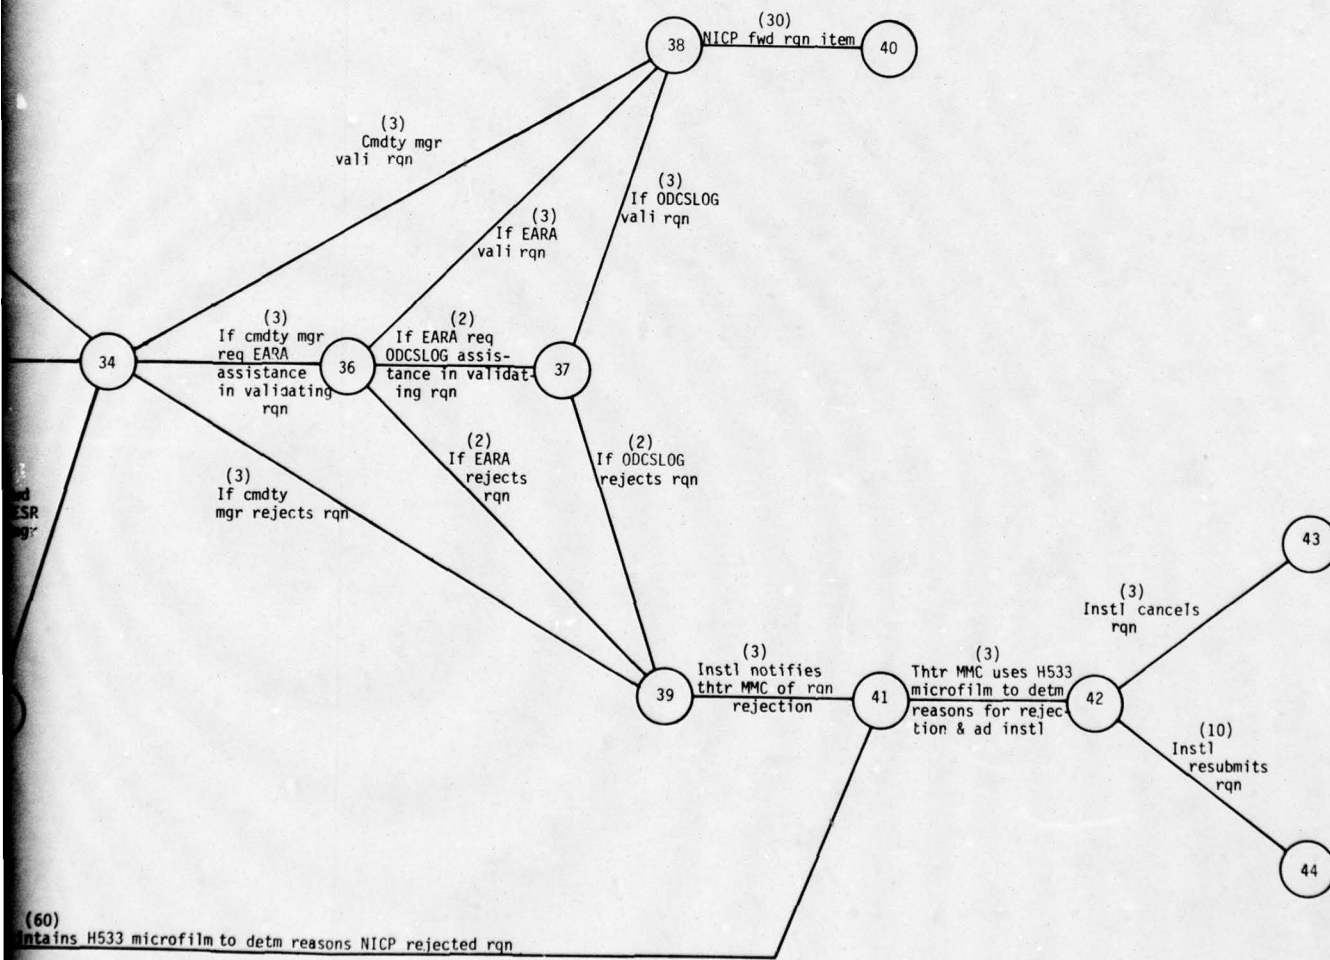 (30)
NICP fwd rqn item
38
40
(3)
Cmdty mgr
vali rqn
(3)
If ODCSLOG
vali rqn
(3)
If EARA
vali rqn
(3)
If cmdty mgr
req EARA
assistance
in validating
rqn
(2)
If EARA req
ODCSLOG assis-
tance in validat-
ing rqn
34
36
37
(3)
If cmdty
mgr rejects rqn
(2)
If EARA
rejects
rqn
(2)
If ODCSLOG
rejects rqn
ESR
43
(3)
Instl cancels
rqn
(3)
Instl notifies
thtr MMC of rqn
rejection
39
41
(3)
Thtr MMC uses H533
microfilm to detm
reasons for rejec-
tion & ad instl
42
(10)
Instl
resubmits
rqn
44
(60)
H533 microfilm to detm reasons NICP rejected rqn